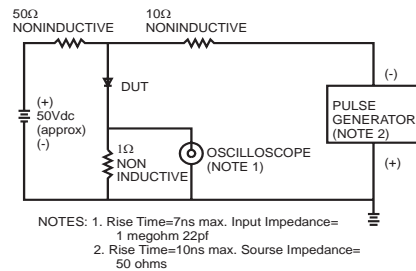 50Ω
NONINDUCTIVE
10Ω
NONINDUCTIVE
(+)
50Vdc
(approx)
(-)
DUT
1Ω
NON
INDUCTIVE
OSCILLOSCOPE
(NOTE 1)
(-)
PULSE
GENERATOR
(NOTE 2)
(+)
NOTES: 1. Rise Time=7ns max. Input Impedance=
1 megohm 22pf
2. Rise Time=10ns max. Sourse Impedance=
50 ohms